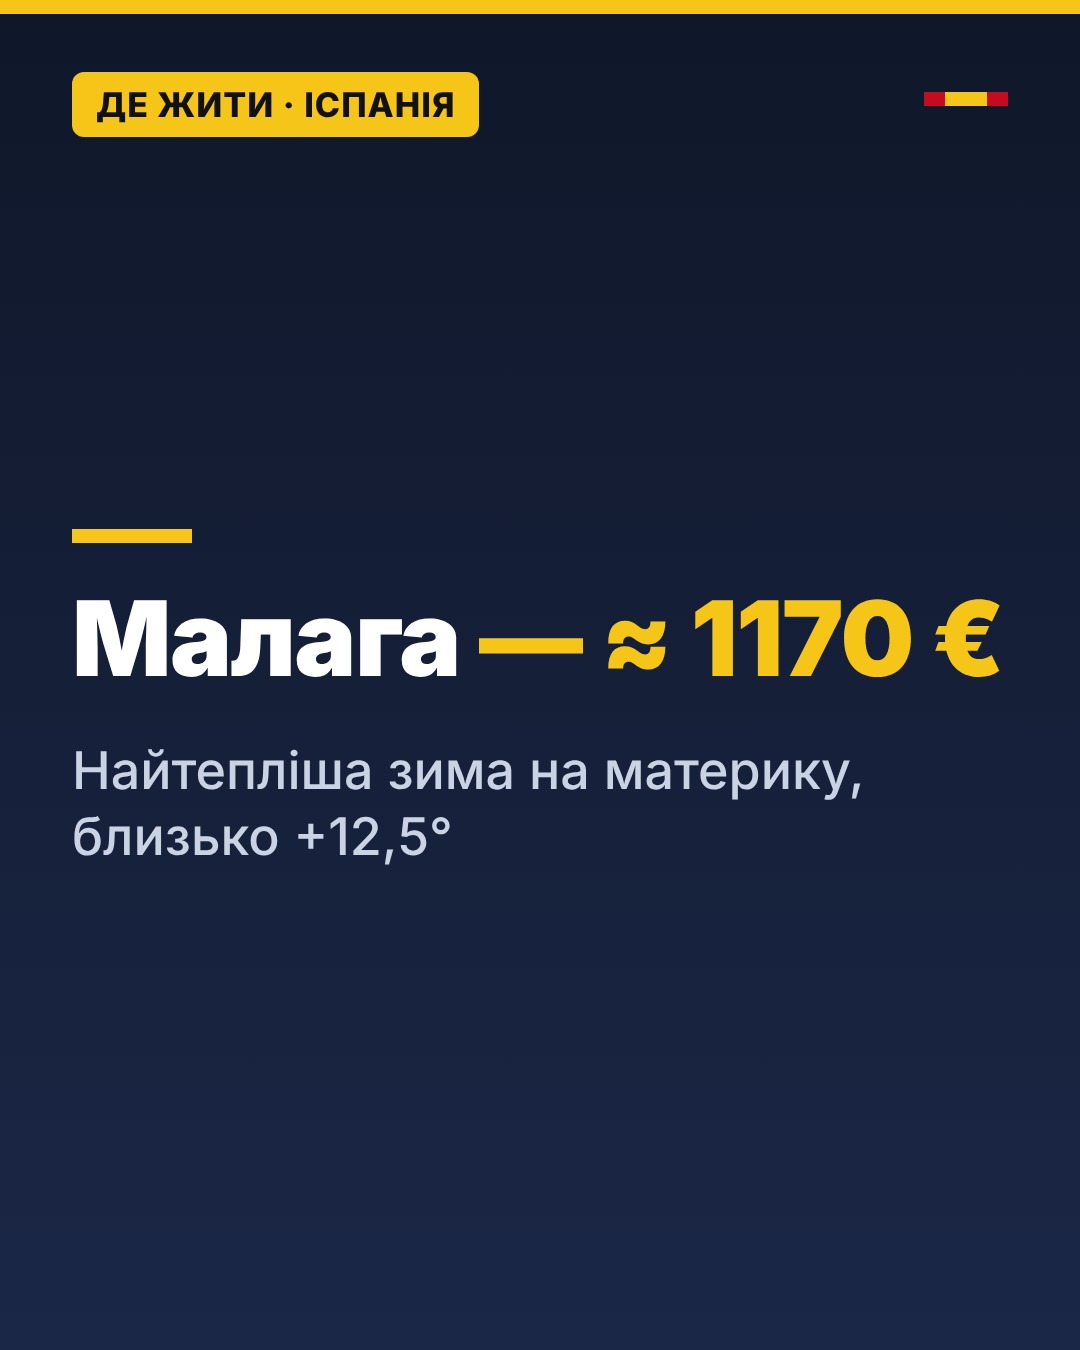 ДЕ ЖИТИ · ІСПАНІЯ
Малага — ≈ 1170 €
Найтепліша зима на материку,
близько +12,5°